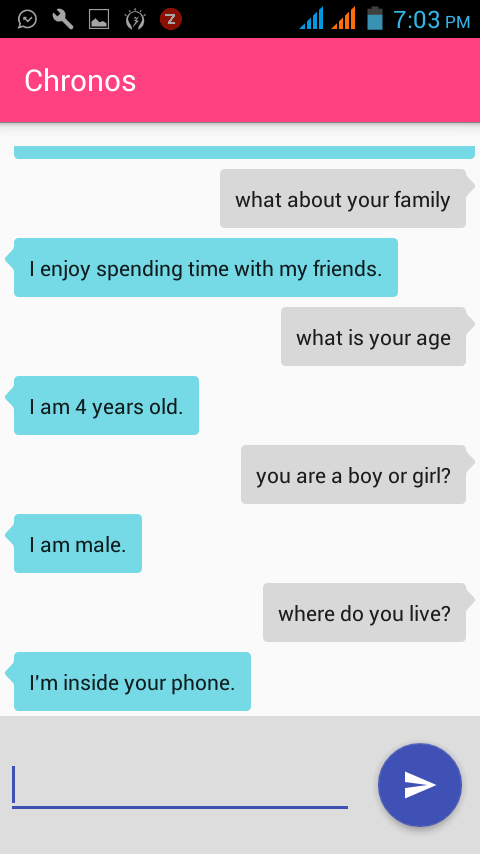 7:03 PM
Chronos
what about your family
I enjoy spending time with my friends.
what is your age
I am 4 years old.
you are a boy or girl?
I am male.
where do you live?
I'm inside your phone.